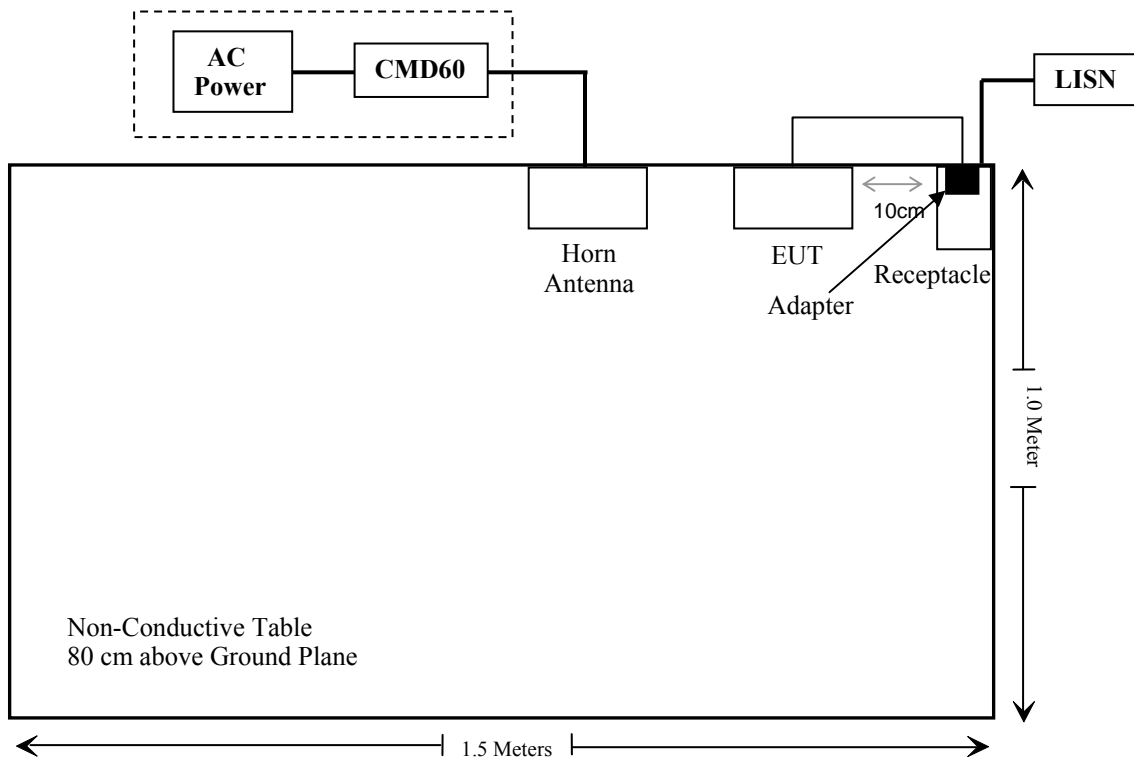 AC
Power
CMD60
LISN
10cm
Horn
Antenna
EUT
Receptacle
Adapter
1.0 Meter
Non-Conductive Table
80 cm above Ground Plane
1.5 Meters